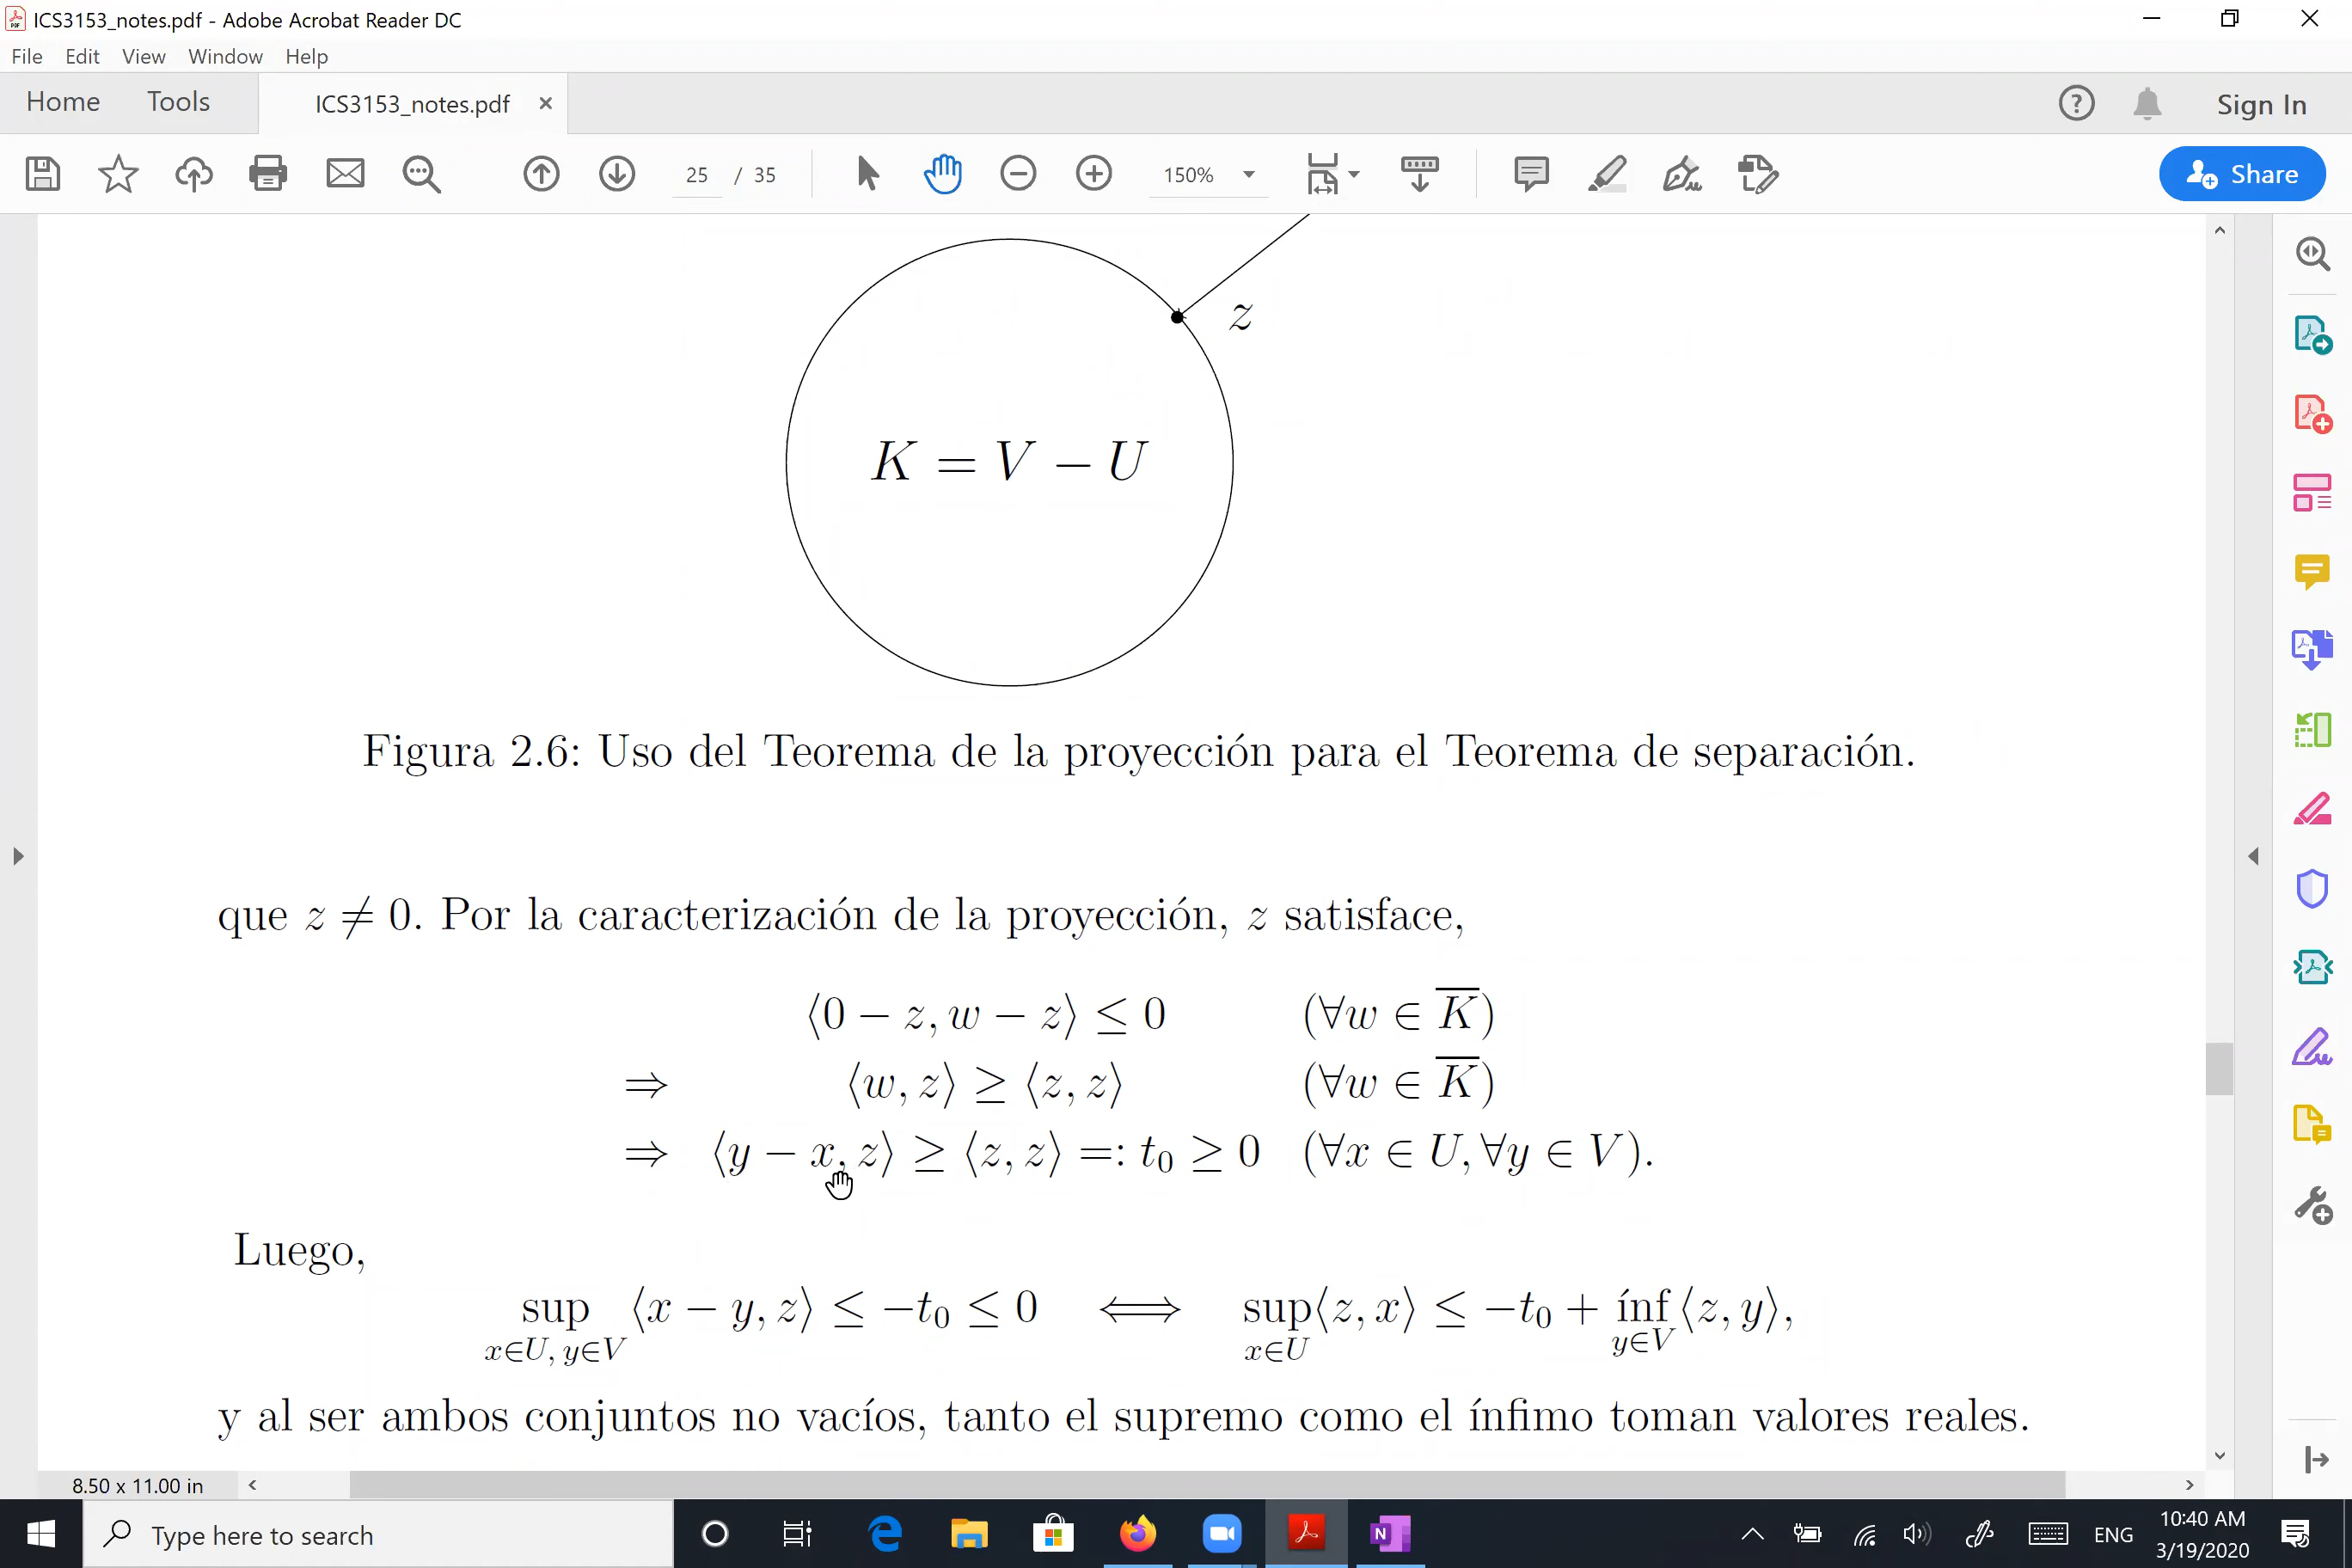 ICS3153_notes.pdf - Adobe Acrobat Reader DC
File Edit View Window Help
Home Tools ICS3153_notes.pdf × Sign In
25 / 35 150% Share
z
K = V − U
Figura 2.6: Uso del Teorema de la proyección para el Teorema de separación.
que z ≠ 0. Por la caracterización de la proyección, z satisface,
⟨0 − z, w − z⟩ ≤ 0 (∀w ∈ K̅)
⇒ ⟨w, z⟩ ≥ ⟨z, z⟩ (∀w ∈ K̅)
⇒ ⟨y − x, z⟩ ≥ ⟨z, z⟩ =: t₀ ≥ 0 (∀x ∈ U, ∀y ∈ V).
Luego,
sup_{x∈U, y∈V} ⟨x − y, z⟩ ≤ −t₀ ≤ 0 ⟺ sup_{x∈U} ⟨z, x⟩ ≤ −t₀ + ínf_{y∈V} ⟨z, y⟩,
y al ser ambos conjuntos no vacíos, tanto el supremo como el ínfimo toman valores reales.
8.50 x 11.00 in
Type here to search
ENG
10:40 AM
3/19/2020